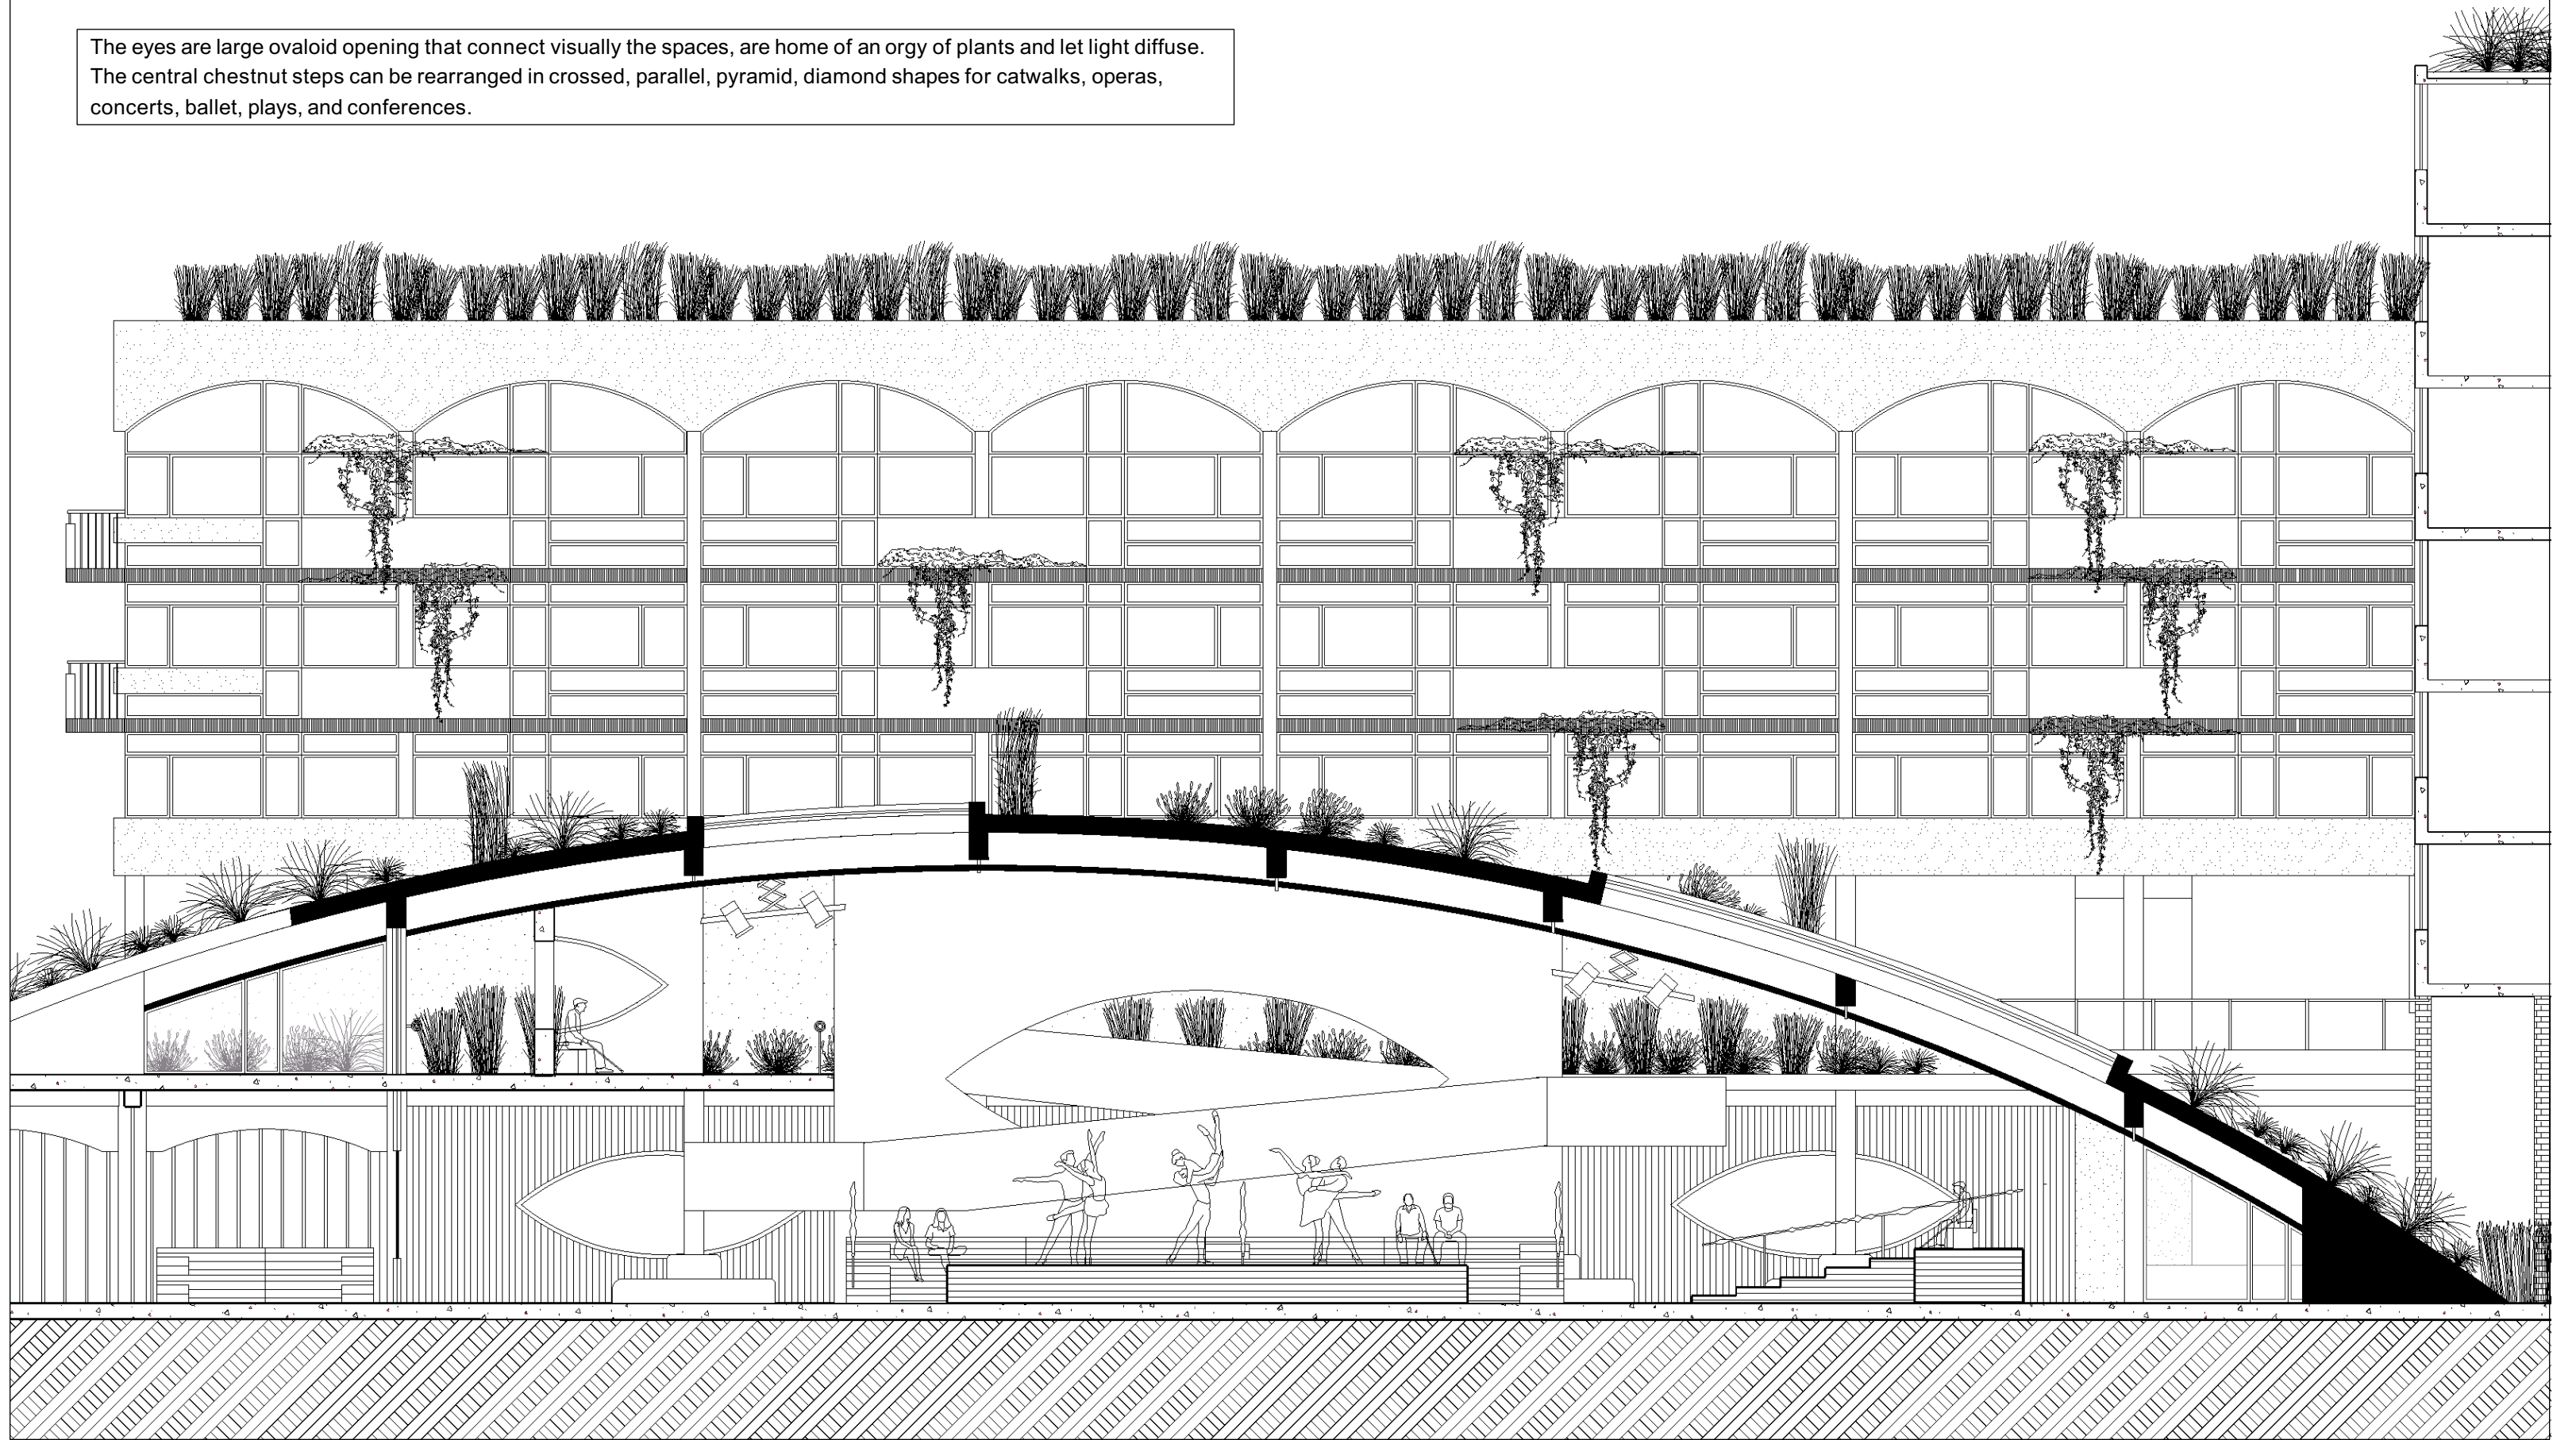 The eyes are large ovaloid opening that connect visually the spaces, are home of an orgy of plants and let light diffuse.
The central chestnut steps can be rearranged in crossed, parallel, pyramid, diamond shapes for catwalks, operas,
concerts, ballet, plays, and conferences.